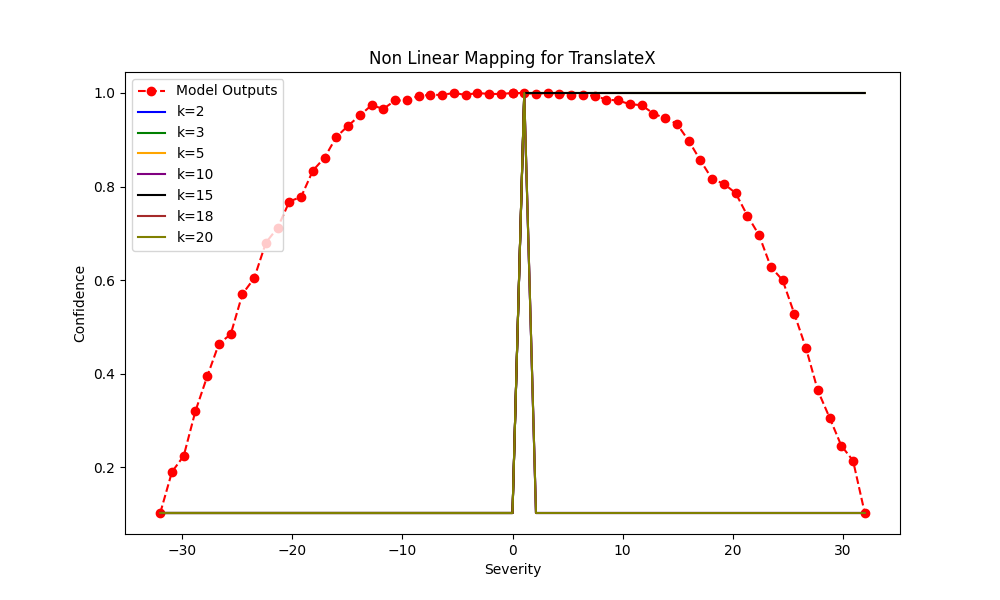 Non Linear Mapping for TranslateX
Model Outputs
k=2
k=3
k=5
k=10
k=15
k=18
k=20
1.0
0.8
0.6
0.4
0.2
Confidence
−30
−20
−10
0
10
20
30
Severity